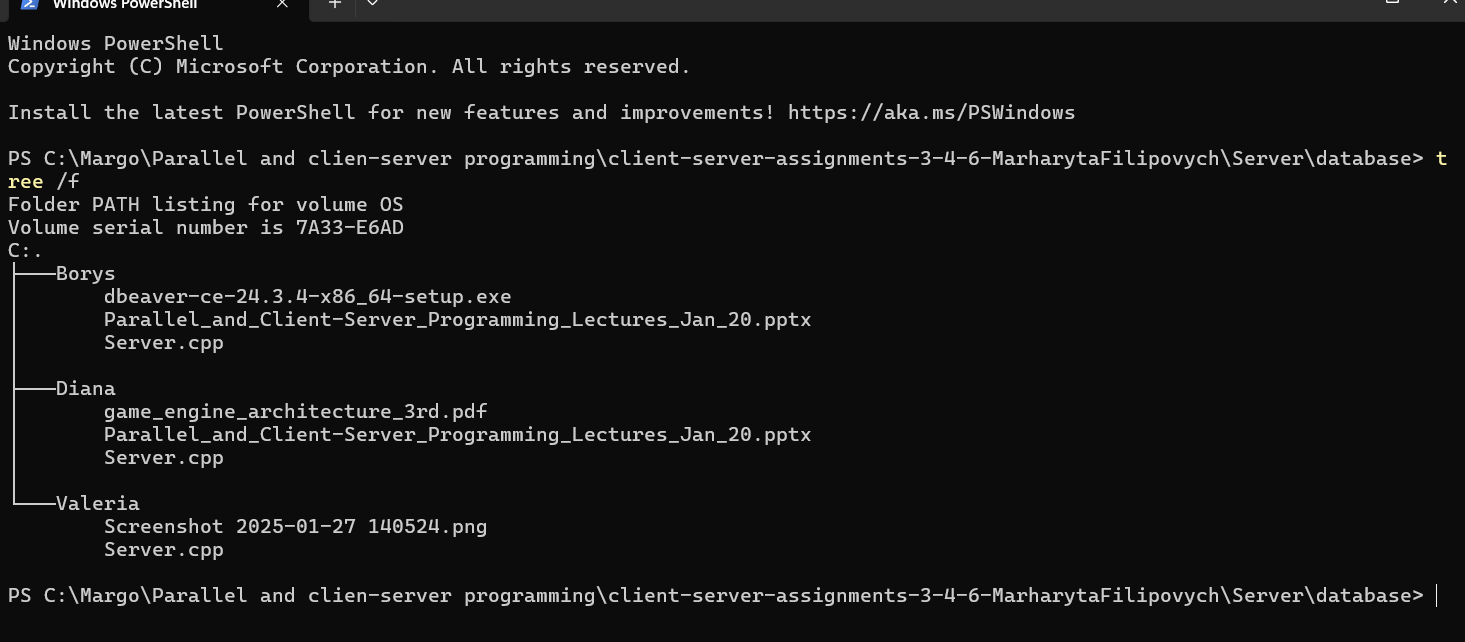 Windows PowerShell
Windows PowerShell
Copyright (C) Microsoft Corporation. All rights reserved.
Install the latest PowerShell for new features and improvements! https://aka.ms/PSWindows
PS C:\Margo\Parallel and clien-server programming\client-server-assignments-3-4-6-MarharytaFilipovych\Server\database> t
ree /f
Folder PATH listing for volume OS
Volume serial number is 7A33-E6AD
C:.
├───Borys
│       dbeaver-ce-24.3.4-x86_64-setup.exe
│       Parallel_and_Client-Server_Programming_Lectures_Jan_20.pptx
│       Server.cpp
│
├───Diana
│       game_engine_architecture_3rd.pdf
│       Parallel_and_Client-Server_Programming_Lectures_Jan_20.pptx
│       Server.cpp
│
└───Valeria
        Screenshot 2025-01-27 140524.png
        Server.cpp
PS C:\Margo\Parallel and clien-server programming\client-server-assignments-3-4-6-MarharytaFilipovych\Server\database>